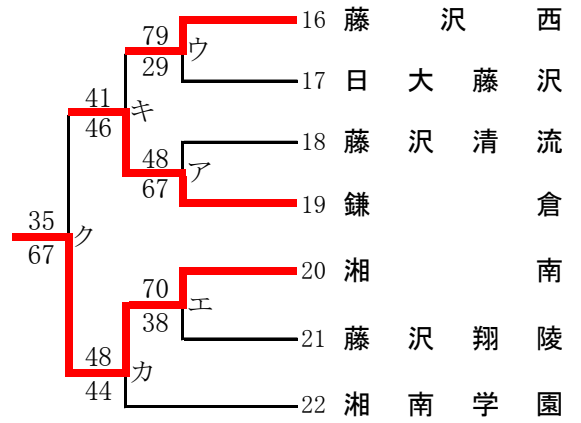 79 ウ 16 藤沢西
29 17 日大藤沢
41 キ
46
18 藤沢清流
48 ア
67 19 鎌倉
35 ク
67
70 エ 20 湘南
38 21 藤沢翔陵
48 カ
44 22 湘南学園